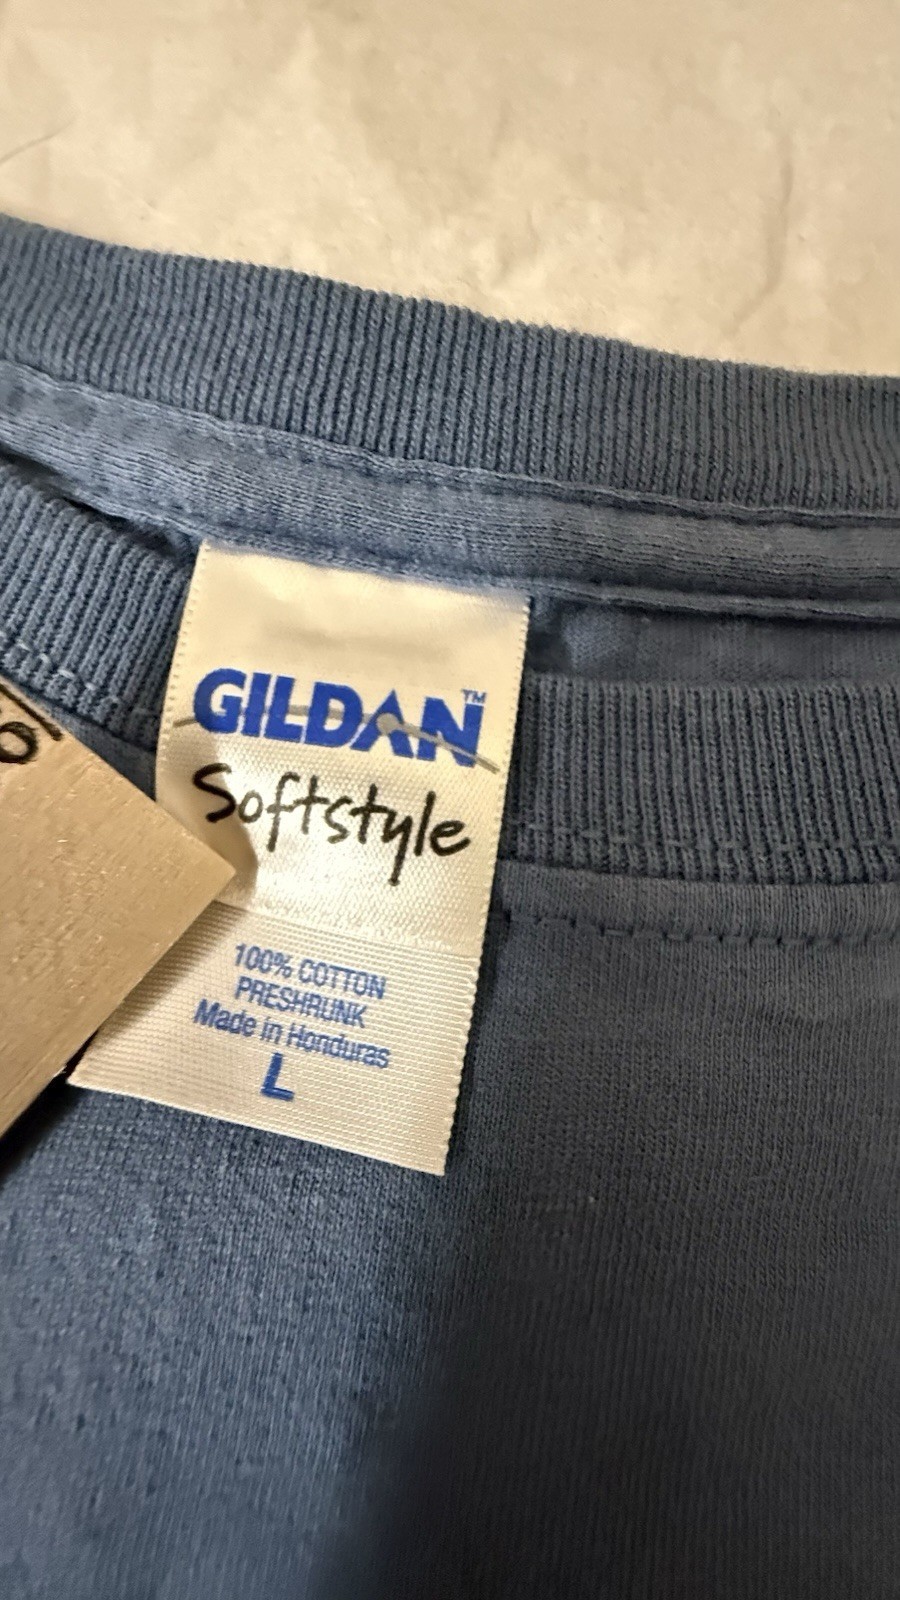 GILDAN™
Softstyle
100% COTTON
PRESHRUNK
Made in Honduras
L